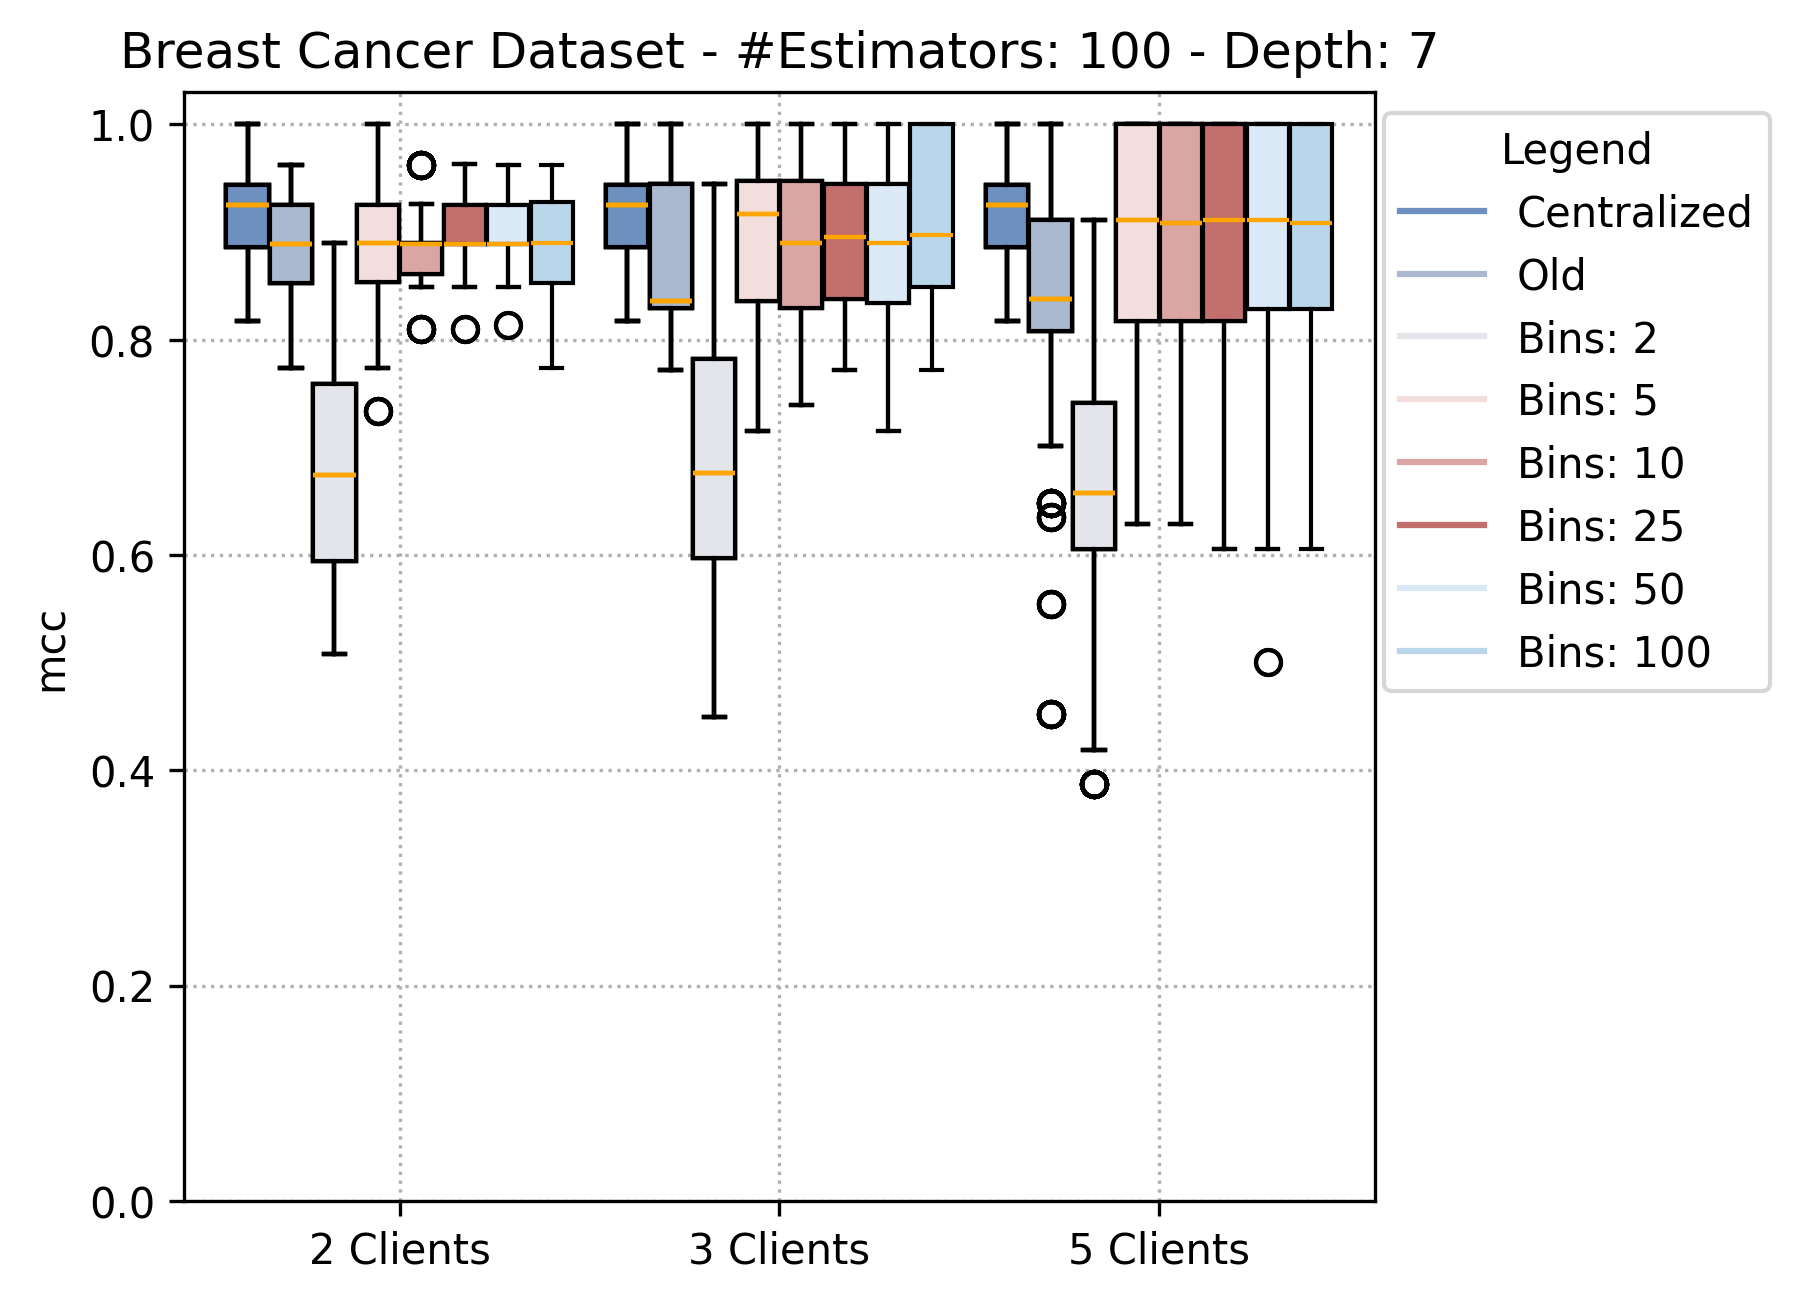 Breast Cancer Dataset - #Estimators: 100 - Depth: 7
mcc
1.0
0.8
0.6
0.4
0.2
0.0
2 Clients
3 Clients
5 Clients
Legend
Centralized
Old
Bins: 2
Bins: 5
Bins: 10
Bins: 25
Bins: 50
Bins: 100